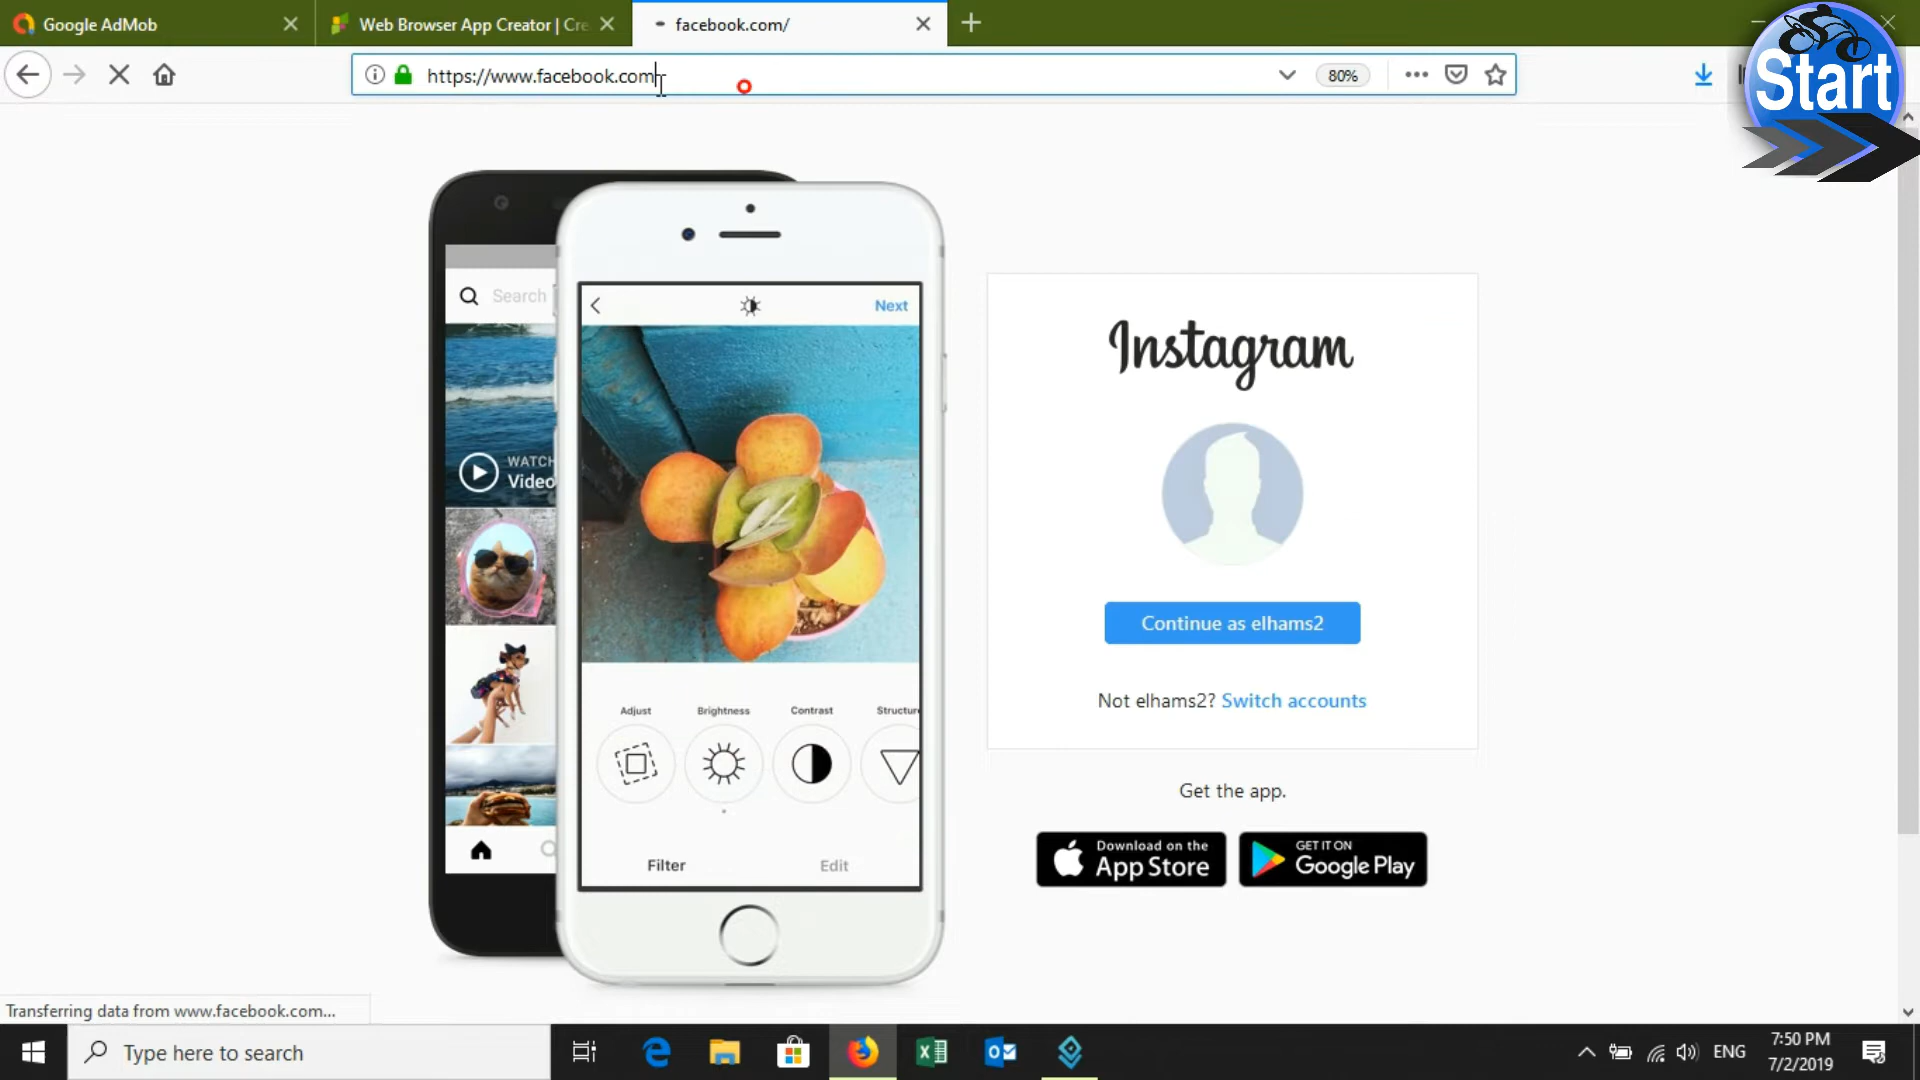 Google AdMob
Web Browser App Creator | Cre
facebook.com/
https://www.facebook.com
80%
Start
Search
Next
WATCH
Video
Instagram
Continue as elhams2
Not elhams2? Switch accounts
Adjust
Brightness
Contrast
Structur
Filter
Edit
Get the app.
Download on the
App Store
GET IT ON
Google Play
Transferring data from www.facebook.com...
Type here to search
ENG
7:50 PM
7/2/2019